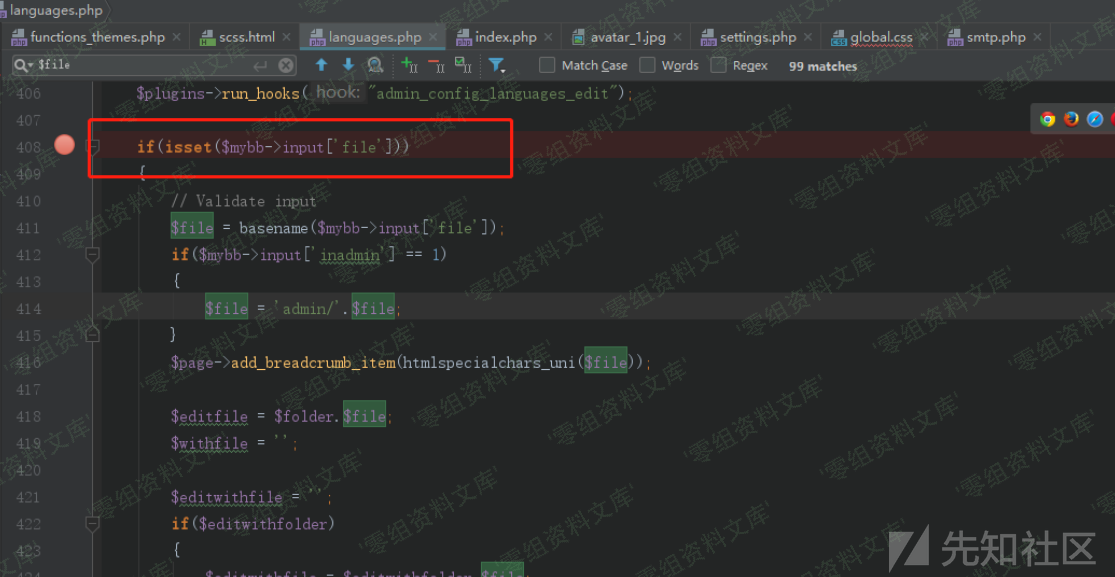 languages.php
functions_themes.php × scss.html × languages.php × index.php × avatar_1.jpg × settings.php × global.css × smtp.php ×
$file Match Case Words Regex 99 matches
406 $plugins->run_hooks( hook: "admin_config_languages_edit");
407
408 if(isset($mybb->input['file']))
409 {
410 // Validate input
411 $file = basename($mybb->input['file']);
412 if($mybb->input['inadmin'] == 1)
413 {
414 $file = 'admin/'.$file;
415 }
416 $page->add_breadcrumb_item(htmlspecialchars_uni($file));
417
418 $editfile = $folder.$file;
419 $withfile = '';
420
421 $editwithfile = '';
422 if($editwithfolder)
423 {
$editwithfile = $editwithfolder.$file;
'零组资料文库'
先知社区